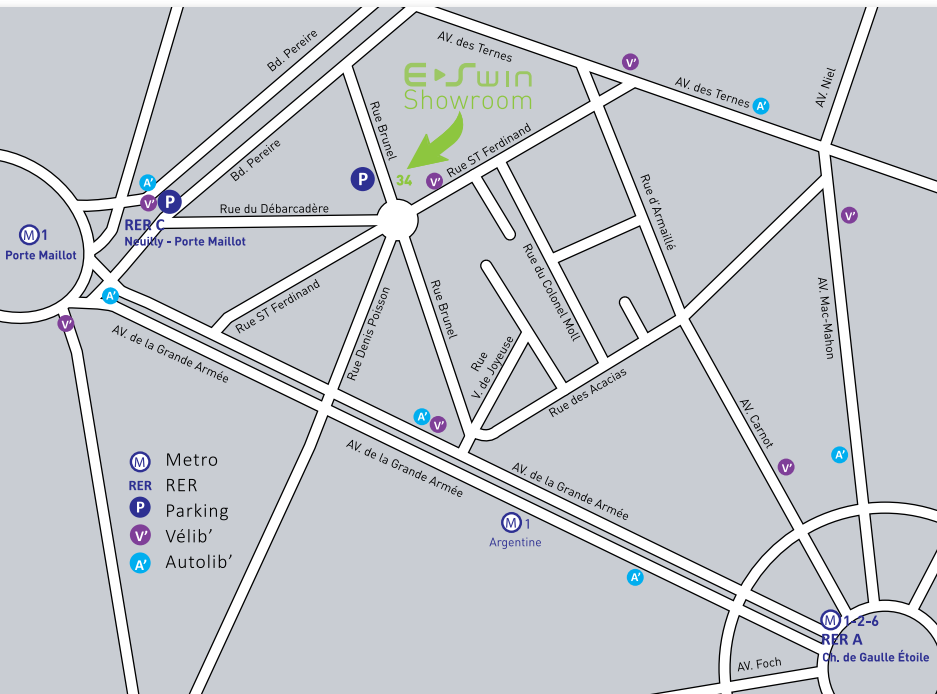 Bd. Pereire
AV. des Ternes
V'
AV. des Ternes
A'
AV. Niel
E Swin
Showroom
Rue Brunel
Bd. Pereire
P
34
V'
Rue ST Ferdinand
A'
V'
P
Rue du Débarcadère
RER C
Neuilly - Porte Maillot
M 1
Porte Maillot
Rue d'Armaillé
V'
A'
V'
Rue ST Ferdinand
Rue Denis Poisson
Rue Brunel
Rue du Colonel Moll
AV. Mac-Mahon
AV. de la Grande Armée
Rue
V. de Joyeuse
Rue des Acacias
AV. Carnot
A'
V'
AV. de la Grande Armée
AV. de la Grande Armée
V'
A'
M Metro
RER RER
P Parking
V' Vélib'
A' Autolib'
M 1
Argentine
A'
M 1-2-6
RER A
Ch. de Gaulle Étoile
AV. Foch